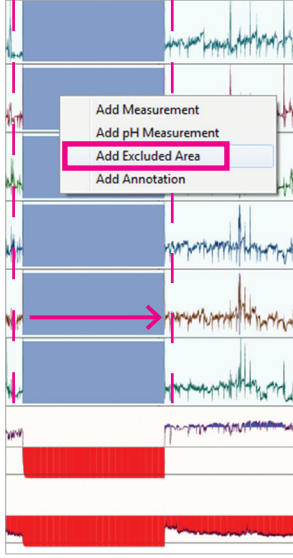 Add Measurement
Add pH Measurement
Add Excluded Area
Add Annotation